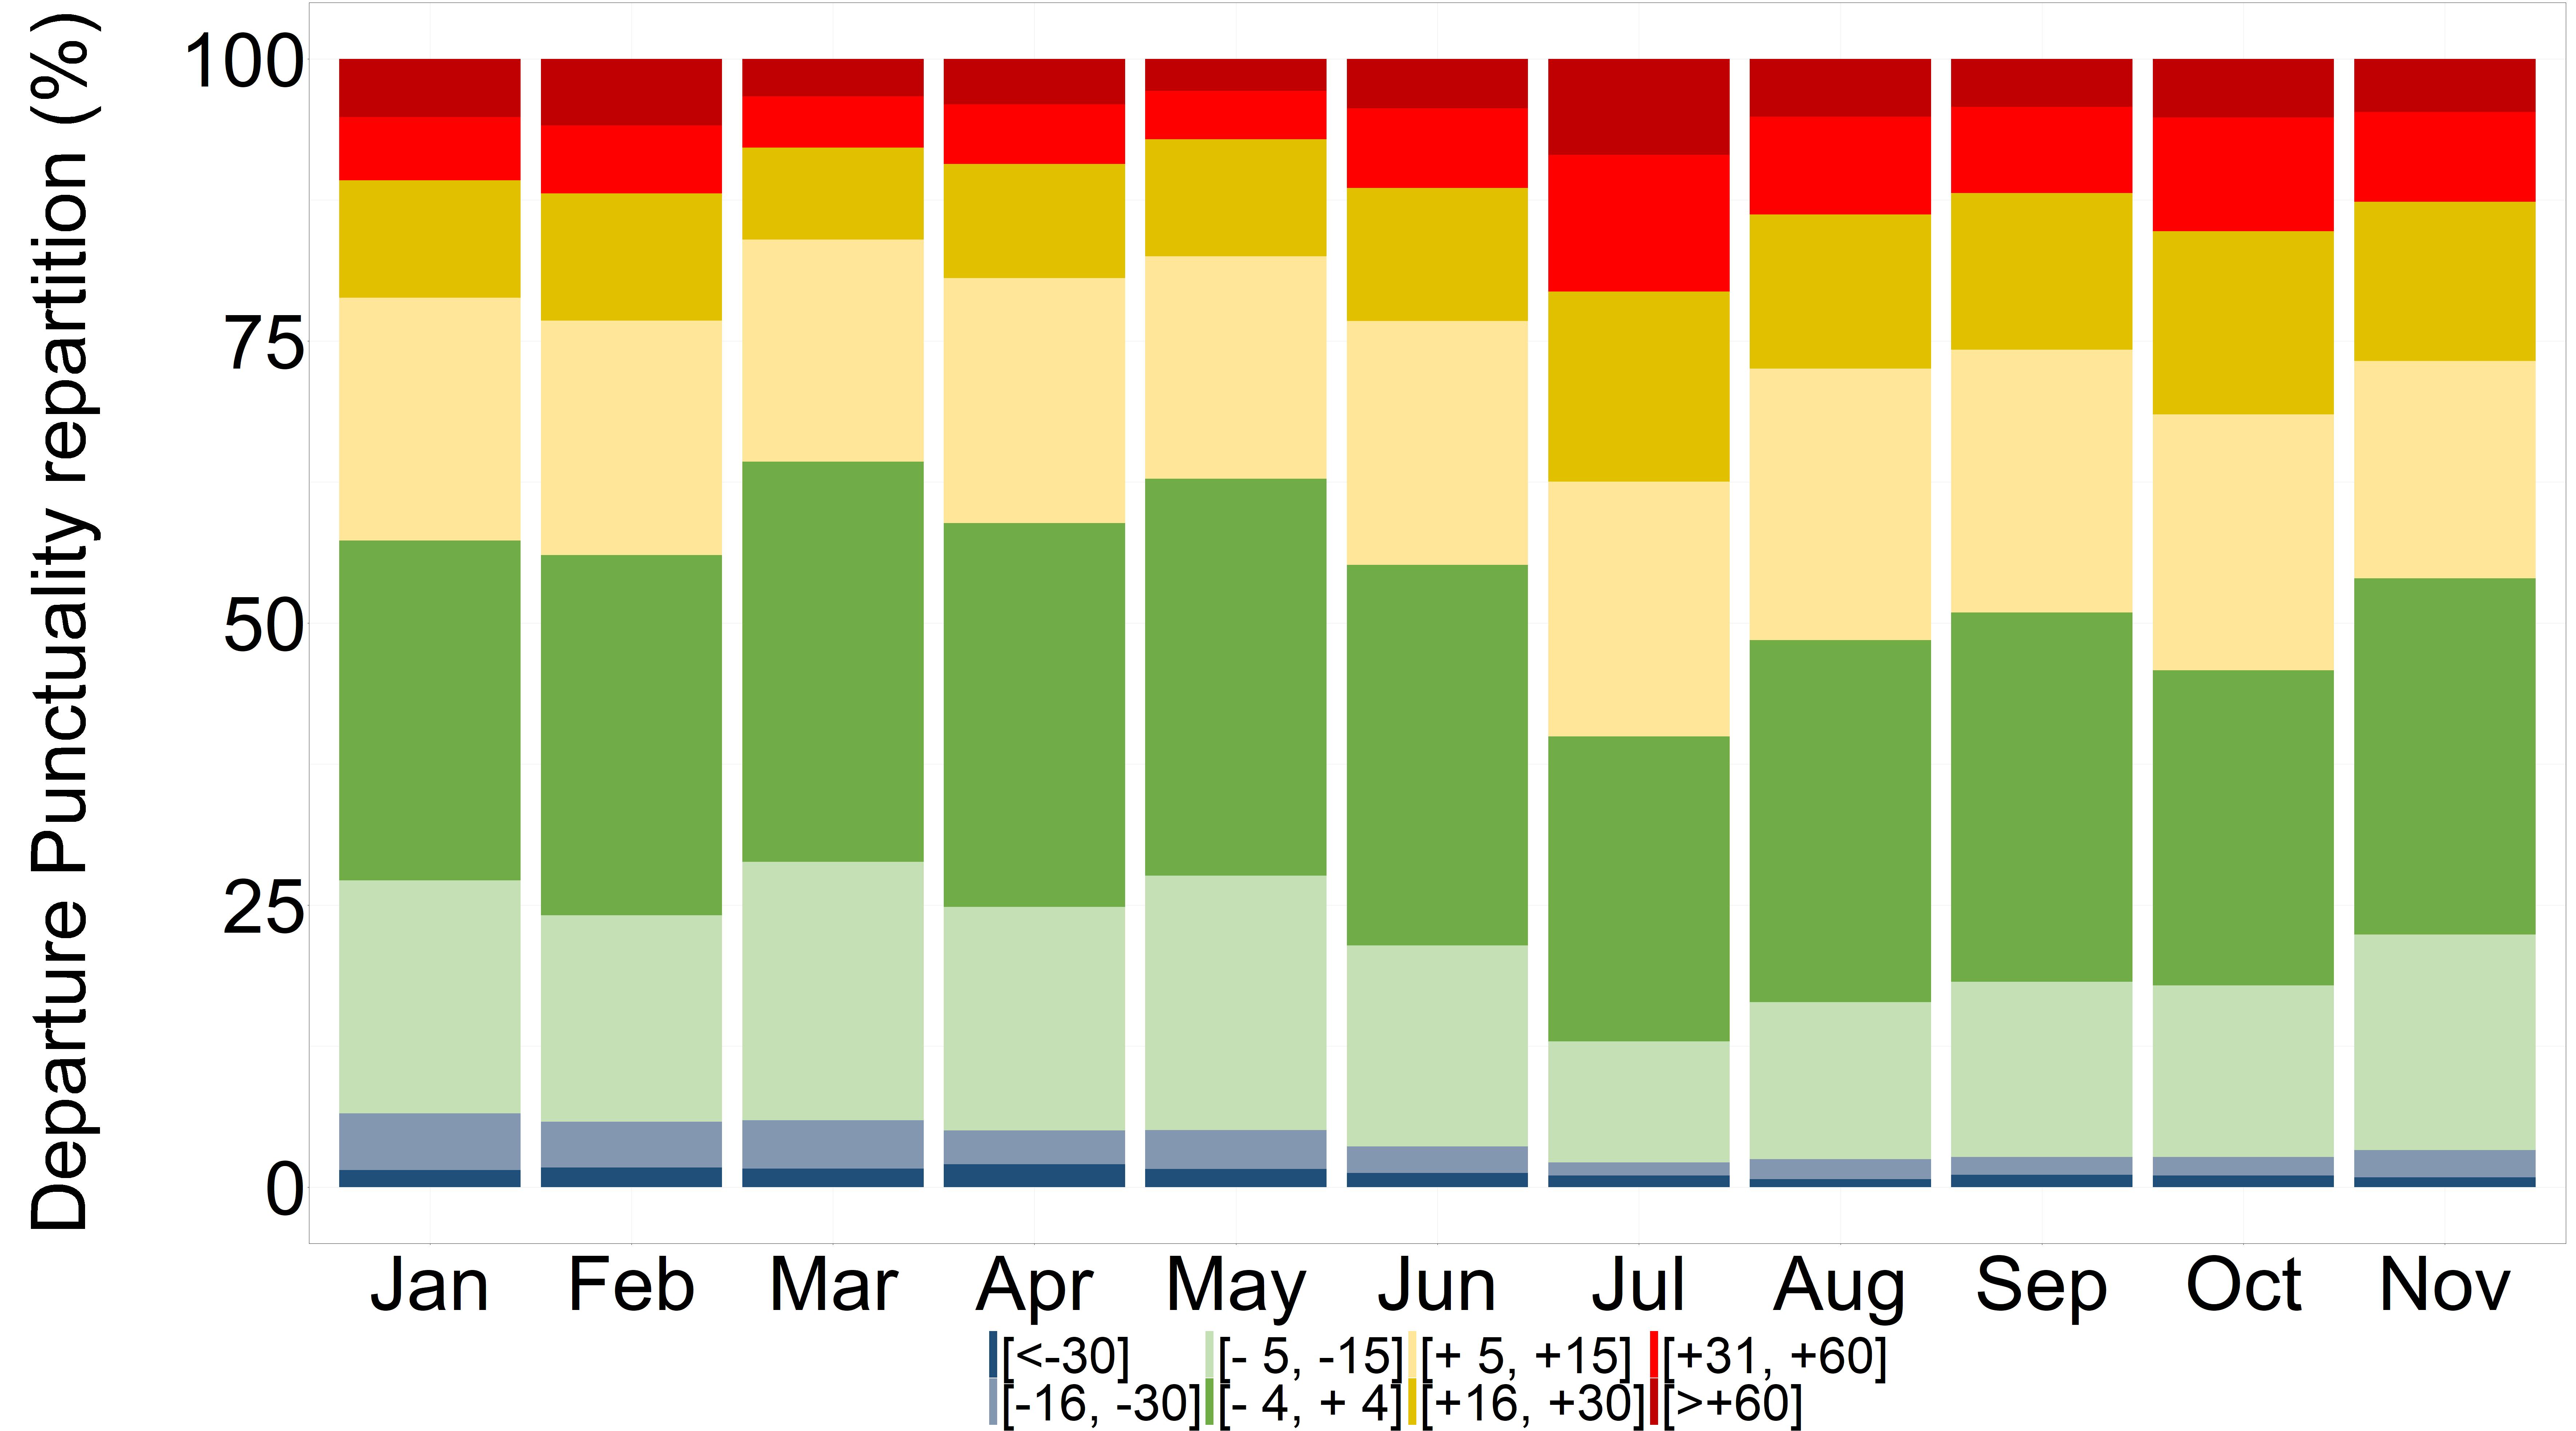 Departure Punctuality repartition (%)
100
75
50
25
0
Jan Feb Mar Apr May Jun Jul Aug Sep Oct Nov
[<-30] [- 5, -15] [+ 5, +15] [+31, +60]
[-16, -30] [- 4, + 4] [+16, +30] [>+60]